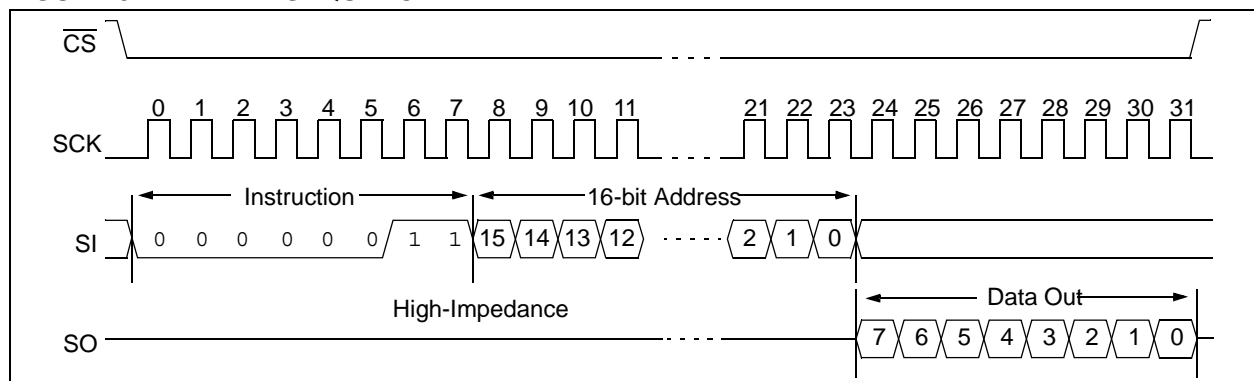 CS
0 1 2 3 4 5 6 7 8 9 10 11 21 22 23 24 25 26 27 28 29 30 31
SCK
Instruction 16-bit Address
SI 0 0 0 0 0 0 1 1 15 14 13 12 2 1 0
High-Impedance Data Out
SO 7 6 5 4 3 2 1 0